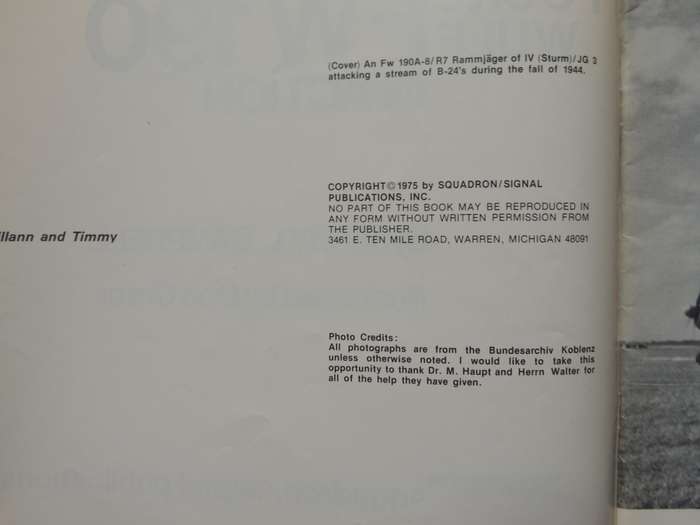 (Cover) An Fw 190A-8/R7 Rammjäger of IV (Sturm)/JG 3
attacking a stream of B-24's during the fall of 1944.
COPYRIGHT©1975 by SQUADRON/SIGNAL
PUBLICATIONS, INC.
NO PART OF THIS BOOK MAY BE REPRODUCED IN
ANY FORM WITHOUT WRITTEN PERMISSION FROM
THE PUBLISHER.
3461 E. TEN MILE ROAD, WARREN, MICHIGAN 48091
and Timmy
Photo Credits:
All photographs are from the Bundesarchiv Koblenz
unless otherwise noted. I would like to take this
opportunity to thank Dr. M. Haupt and Herrn Walter for
all of the help they have given.